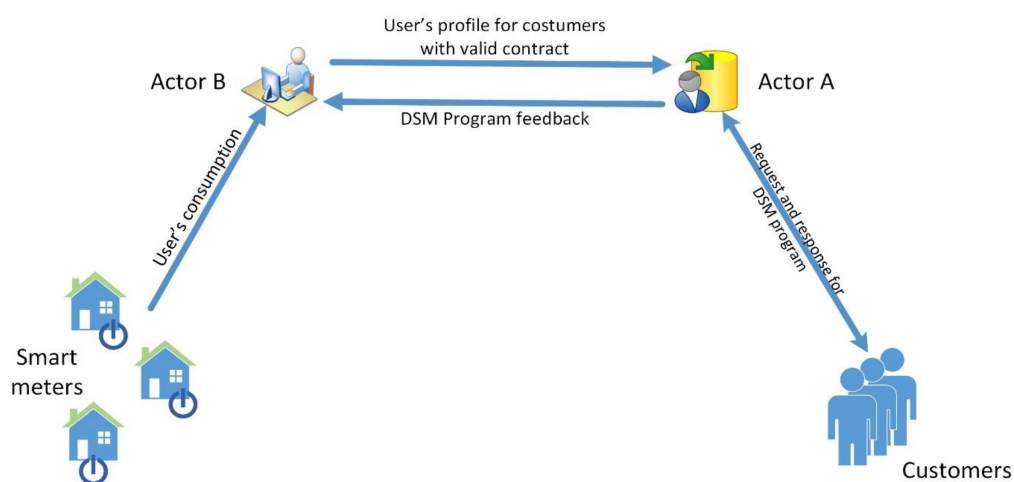 User's profile for costumers
with valid contract
Actor B
Actor A
DSM Program feedback
User's consumption
Request and response for
DSM program
Smart
meters
Customers